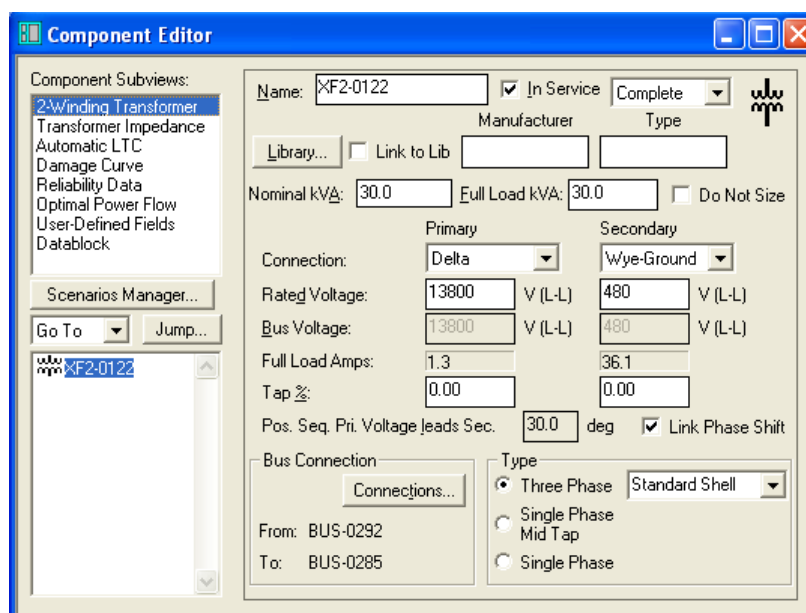 Component Editor
Component Subviews:
2-Winding Transformer
Transformer Impedance
Automatic LTC
Damage Curve
Reliability Data
Optimal Power Flow
User-Defined Fields
Datablock
Scenarios Manager...
Go To
Jump...
XF2-0122
Name: XF2-0122 In Service Complete
Manufacturer Type
Library... Link to Lib
Nominal kVA: 30.0 Full Load kVA: 30.0 Do Not Size
Primary Secondary
Connection: Delta Wye-Ground
Rated Voltage: 13800 V (L-L) 480 V (L-L)
Bus Voltage: 13800 V (L-L) 480 V (L-L)
Full Load Amps: 1.3 36.1
Tap %: 0.00 0.00
Pos. Seq. Pri. Voltage leads Sec. 30.0 deg Link Phase Shift
Bus Connection
Connections...
From: BUS-0292
To: BUS-0285
Type
Three Phase Standard Shell
Single Phase
Mid Tap
Single Phase